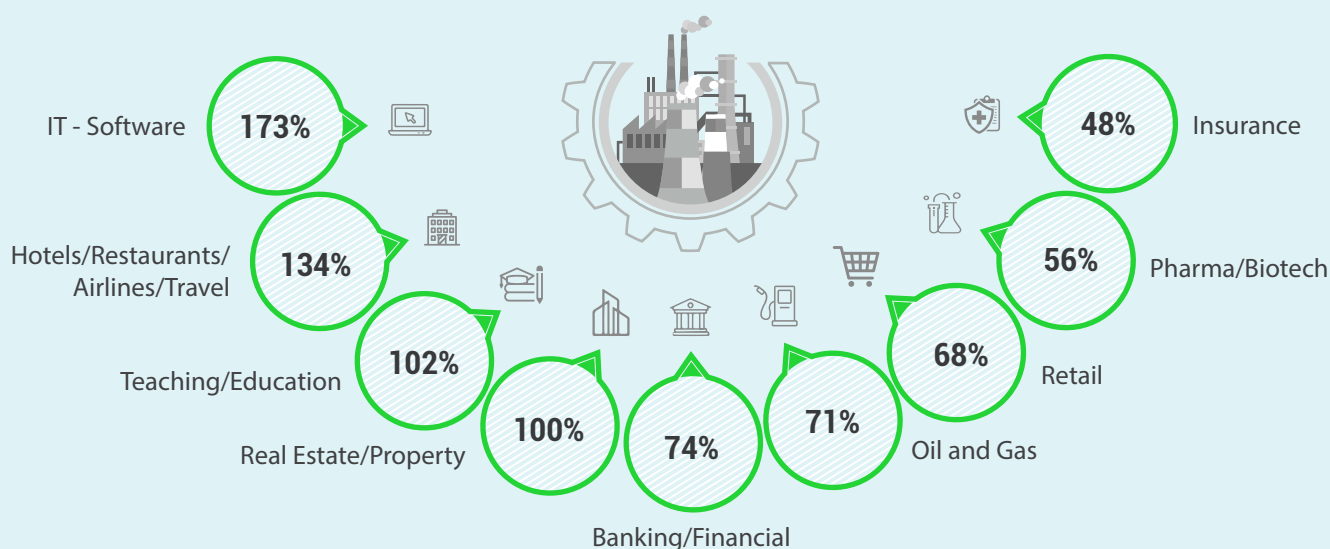 IT - Software
173%
Hotels/Restaurants/
Airlines/Travel
134%
Teaching/Education
102%
Real Estate/Property
100%
Banking/Financial
74%
71%
Oil and Gas
68%
Retail
56%
Pharma/Biotech
48%
Insurance